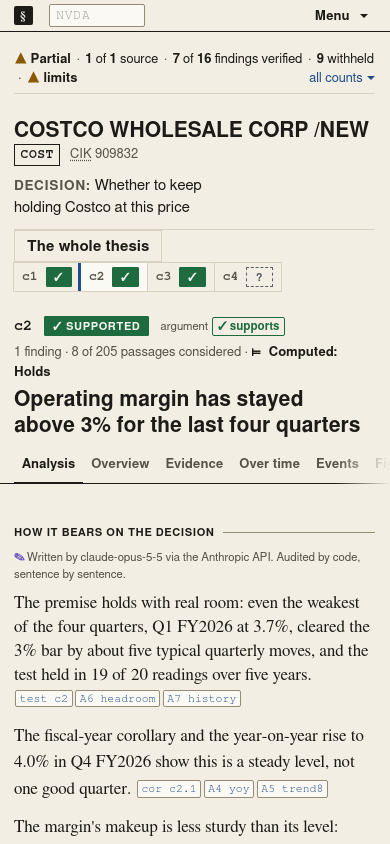 § NVDA Menu
▲ Partial · 1 of 1 source · 7 of 16 findings verified · 9 withheld
· ▲ limits all counts
COSTCO WHOLESALE CORP /NEW
COST CIK 909832
DECISION: Whether to keep
holding Costco at this price
The whole thesis
c1 ✓ c2 ✓ c3 ✓ c4 ?
c2 ✓ SUPPORTED argument ✓ supports
1 finding · 8 of 205 passages considered · ⊨ Computed:
Holds
Operating margin has stayed
above 3% for the last four quarters
Analysis Overview Evidence Over time Events Fi
HOW IT BEARS ON THE DECISION
✎ Written by claude-opus-5-5 via the Anthropic API. Audited by code,
sentence by sentence.
The premise holds with real room: even the weakest
of the four quarters, Q1 FY2026 at 3.7%, cleared the
3% bar by about five typical quarterly moves, and the
test held in 19 of 20 readings over five years.
test c2 A6 headroom A7 history
The fiscal-year corollary and the year-on-year rise to
4.0% in Q4 FY2026 show this is a steady level, not
one good quarter. cor c2.1 A4 yoy A5 trend8
The margin's makeup is less sturdy than its level: